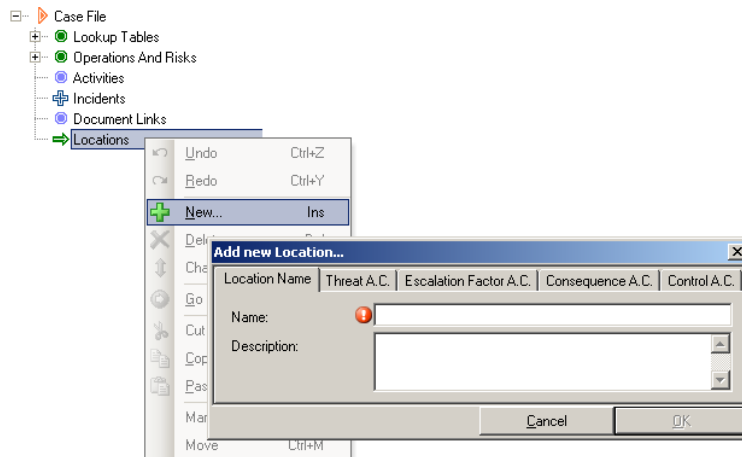 Case File
Lookup Tables
Operations And Risks
Activities
Incidents
Document Links
Locations
Undo Ctrl+Z
Redo Ctrl+Y
New... Ins
Add new Location...
Location Name Threat A.C. Escalation Factor A.C. Consequence A.C. Control A.C.
Go
Name:
Cut
Description:
Move Ctrl+M
Cancel OK